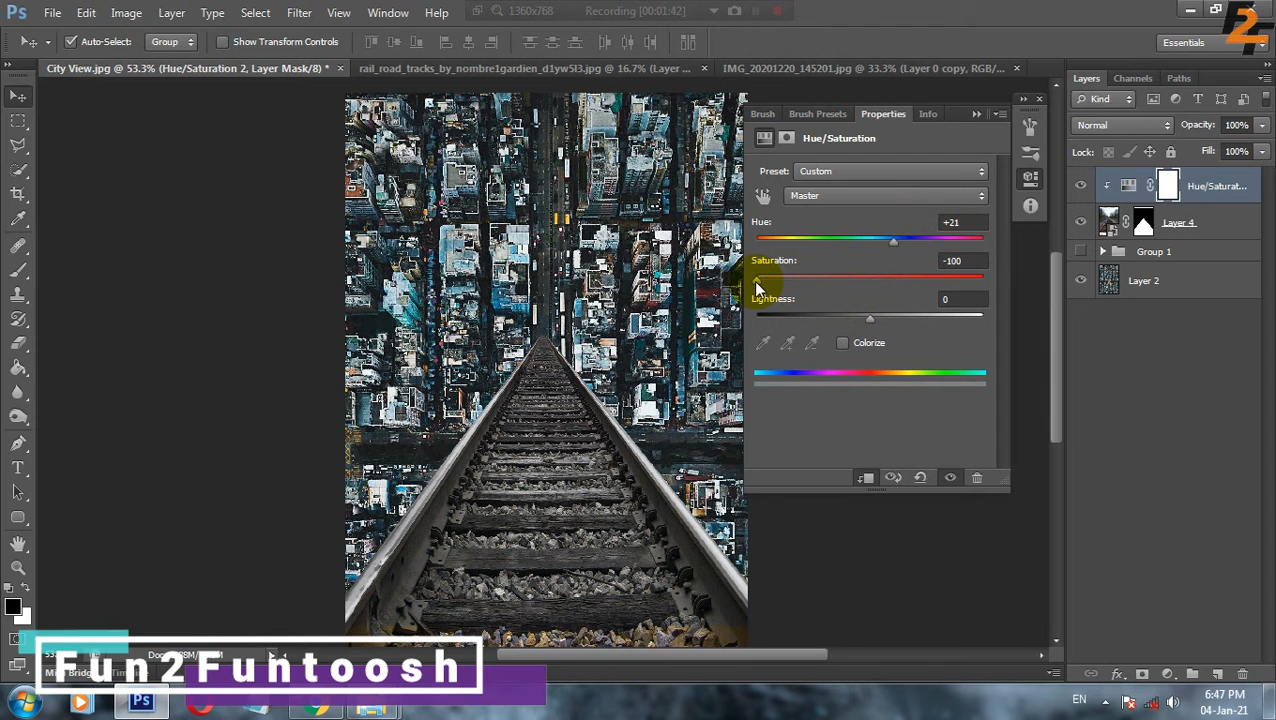 Ps File Edit Image Layer Type Select Filter View Window Help
1360x768 Recording [00:01:42]
Auto-Select: Group Show Transform Controls Essentials
City View.jpg @ 53.3% (Hue/Saturation 2, Layer Mask/8) * × rail_road_tracks_by_nombre1gardien_d1yw5l3.jpg @ 16.7% (Layer ... × IMG_20201220_145201.jpg @ 33.3% (Layer 0 copy, RGB/... ×
Layers Channels Paths
Kind
Normal Opacity: 100%
Lock: Fill: 100%
Hue/Saturat...
Layer 4
Group 1
Layer 2
Brush Brush Presets Properties Info
Hue/Saturation
Preset: Custom
Master
Hue: +21
Saturation: -100
Lightness: 0
Colorize
Fun2Funtoosh
EN 6:47 PM
04-Jan-21